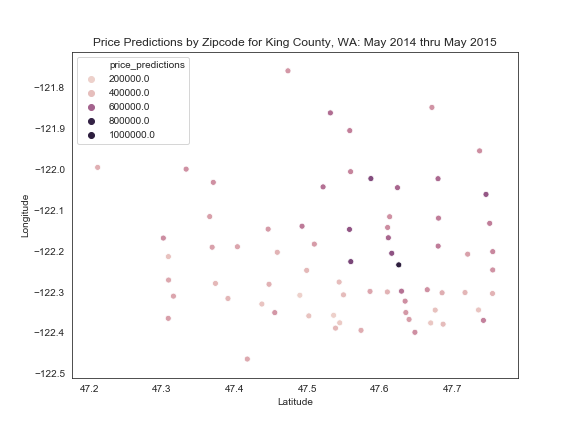 Price Predictions by Zipcode for King County, WA: May 2014 thru May 2015
price_predictions
200000.0
400000.0
600000.0
800000.0
1000000.0
−121.8
−121.9
−122.0
−122.1
−122.2
−122.3
−122.4
−122.5
Longitude
47.2 47.3 47.4 47.5 47.6 47.7
Latitude